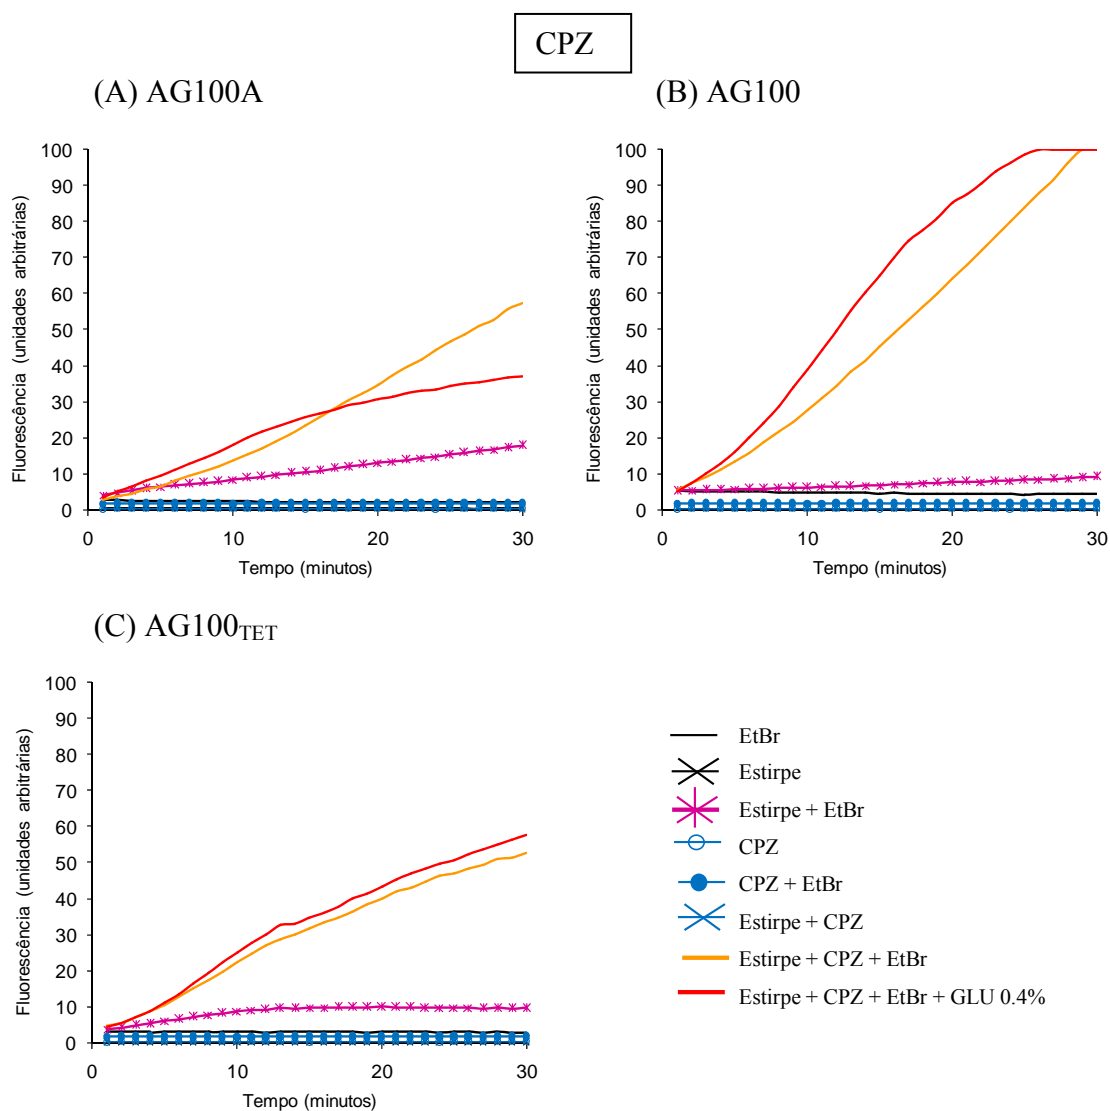 CPZ
(A) AG100A
(B) AG100
Fluorescência (unidades arbitrárias)
100
90
80
70
60
50
40
30
20
10
0
0 10 20 30
Tempo (minutos)
Fluorescência (unidades arbitrárias)
100
90
80
70
60
50
40
30
20
10
0
0 10 20 30
Tempo (minutos)
(C) AG100TET
Fluorescência (unidades arbitrárias)
100
90
80
70
60
50
40
30
20
10
0
0 10 20 30
Tempo (minutos)
EtBr
Estirpe
Estirpe + EtBr
CPZ
CPZ + EtBr
Estirpe + CPZ
Estirpe + CPZ + EtBr
Estirpe + CPZ + EtBr + GLU 0.4%